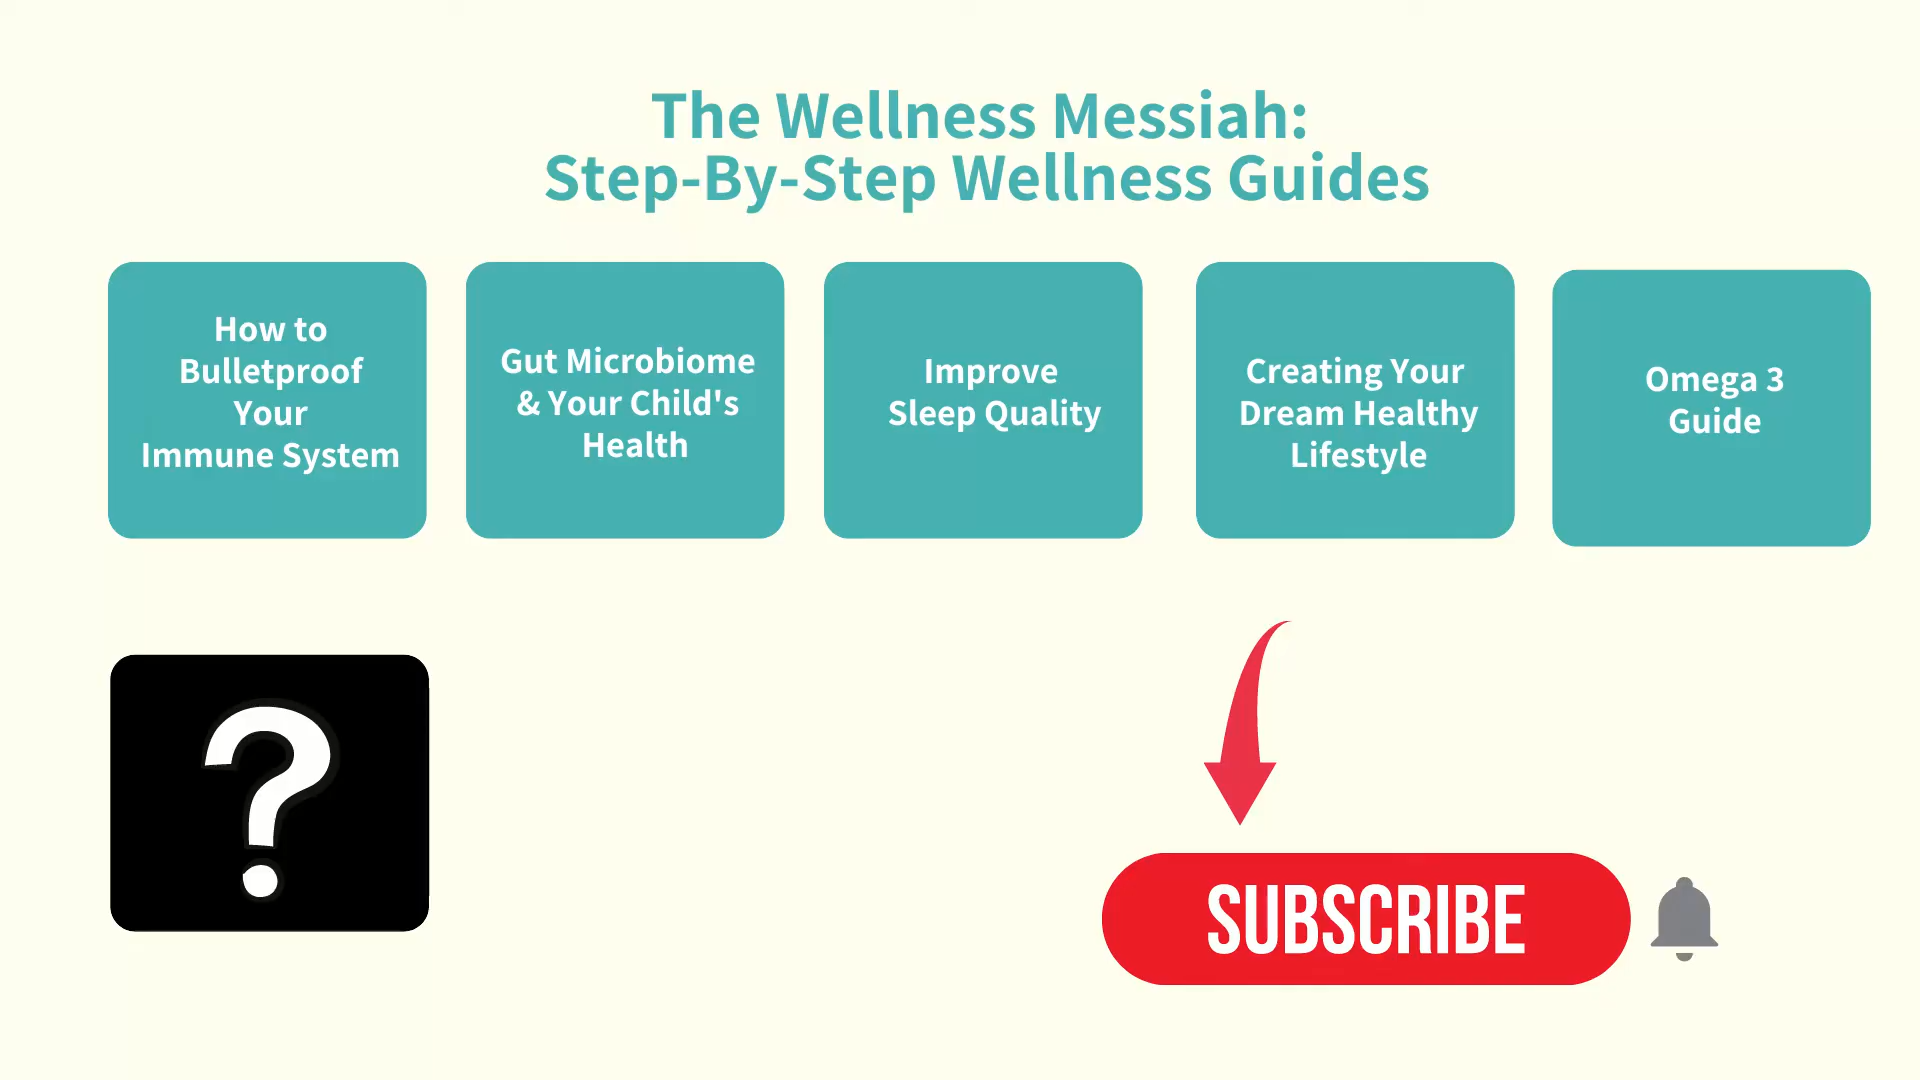 The Wellness Messiah:
Step-By-Step Wellness Guides
How to
Bulletproof
Your
Immune System
Gut Microbiome
& Your Child's
Health
Improve
Sleep Quality
Creating Your
Dream Healthy
Lifestyle
Omega 3
Guide
?
SUBSCRIBE